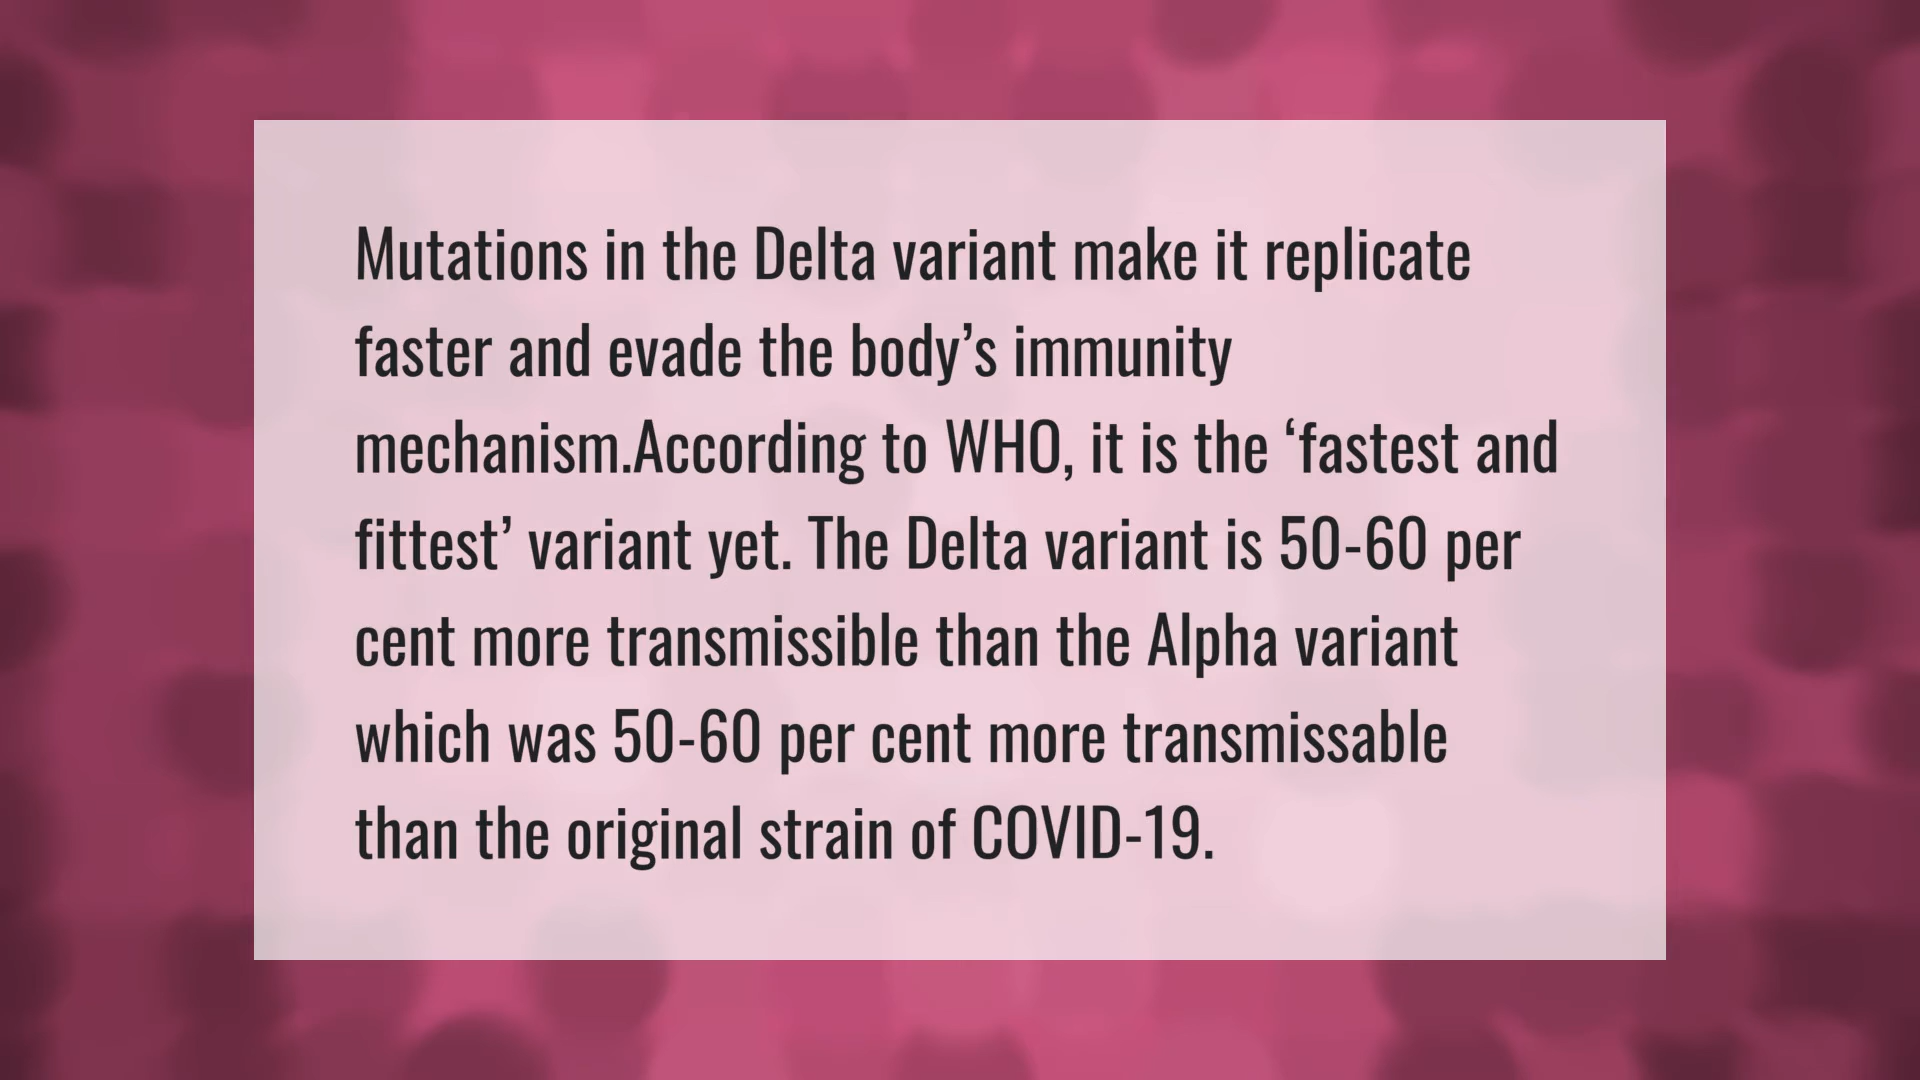 Mutations in the Delta variant make it replicate
faster and evade the body’s immunity
mechanism.According to WHO, it is the ‘fastest and
fittest’ variant yet. The Delta variant is 50-60 per
cent more transmissible than the Alpha variant
which was 50-60 per cent more transmissable
than the original strain of COVID-19.